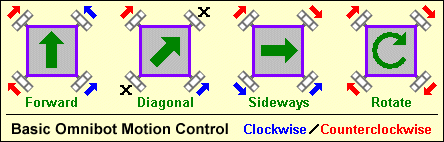 X
X
Forward Diagonal Sideways Rotate
Basic Omnibot Motion Control Clockwise/Counterclockwise